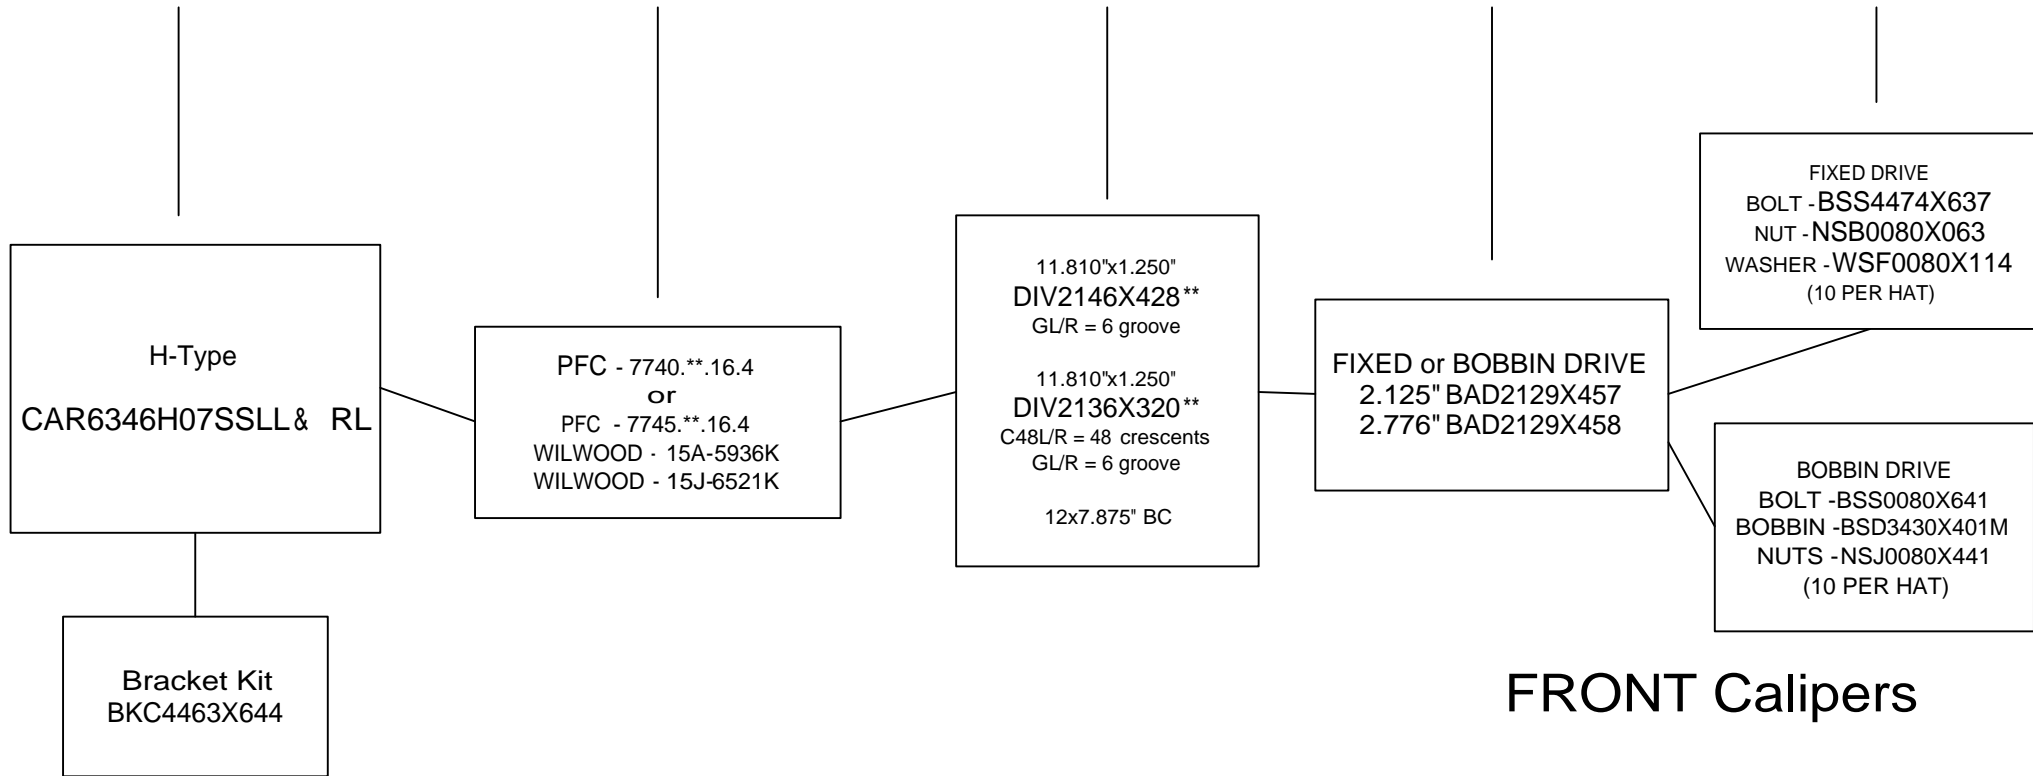 H-Type
CAR6346H07SSLL & RL
Bracket Kit
BKC4463X644
PFC - 7740.**.16.4
or
PFC - 7745.**.16.4
WILWOOD - 15A-5936K
WILWOOD - 15J-6521K
11.810"x1.250"
DIV2146X428**
GL/R = 6 groove
11.810"x1.250"
DIV2136X320**
C48L/R = 48 crescents
GL/R = 6 groove
12x7.875" BC
FIXED or BOBBIN DRIVE
2.125" BAD2129X457
2.776" BAD2129X458
FIXED DRIVE
BOLT - BSS4474X637
NUT - NSB0080X063
WASHER - WSF0080X114
(10 PER HAT)
BOBBIN DRIVE
BOLT -BSS0080X641
BOBBIN -BSD3430X401M
NUTS -NSJ0080X441
(10 PER HAT)
FRONT Calipers